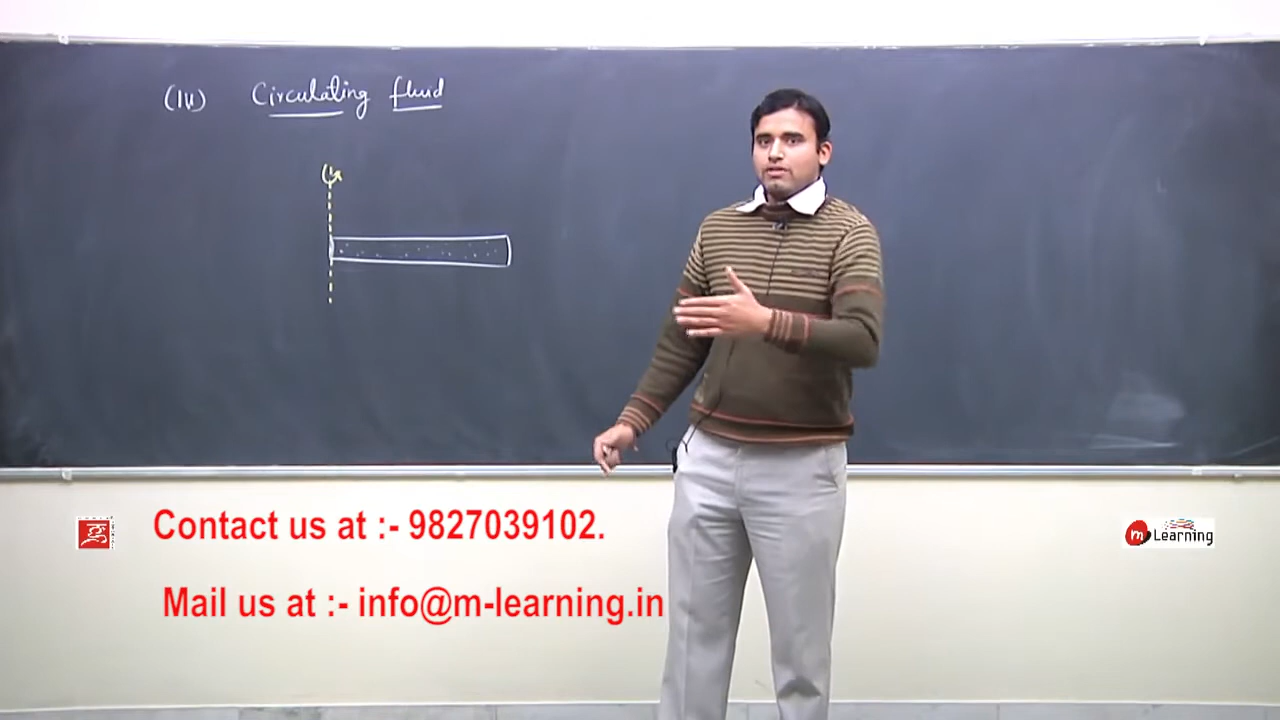 (IV) Circulating fluid
Contact us at :- 9827039102.
Mail us at :- info@m-learning.in
m Learning